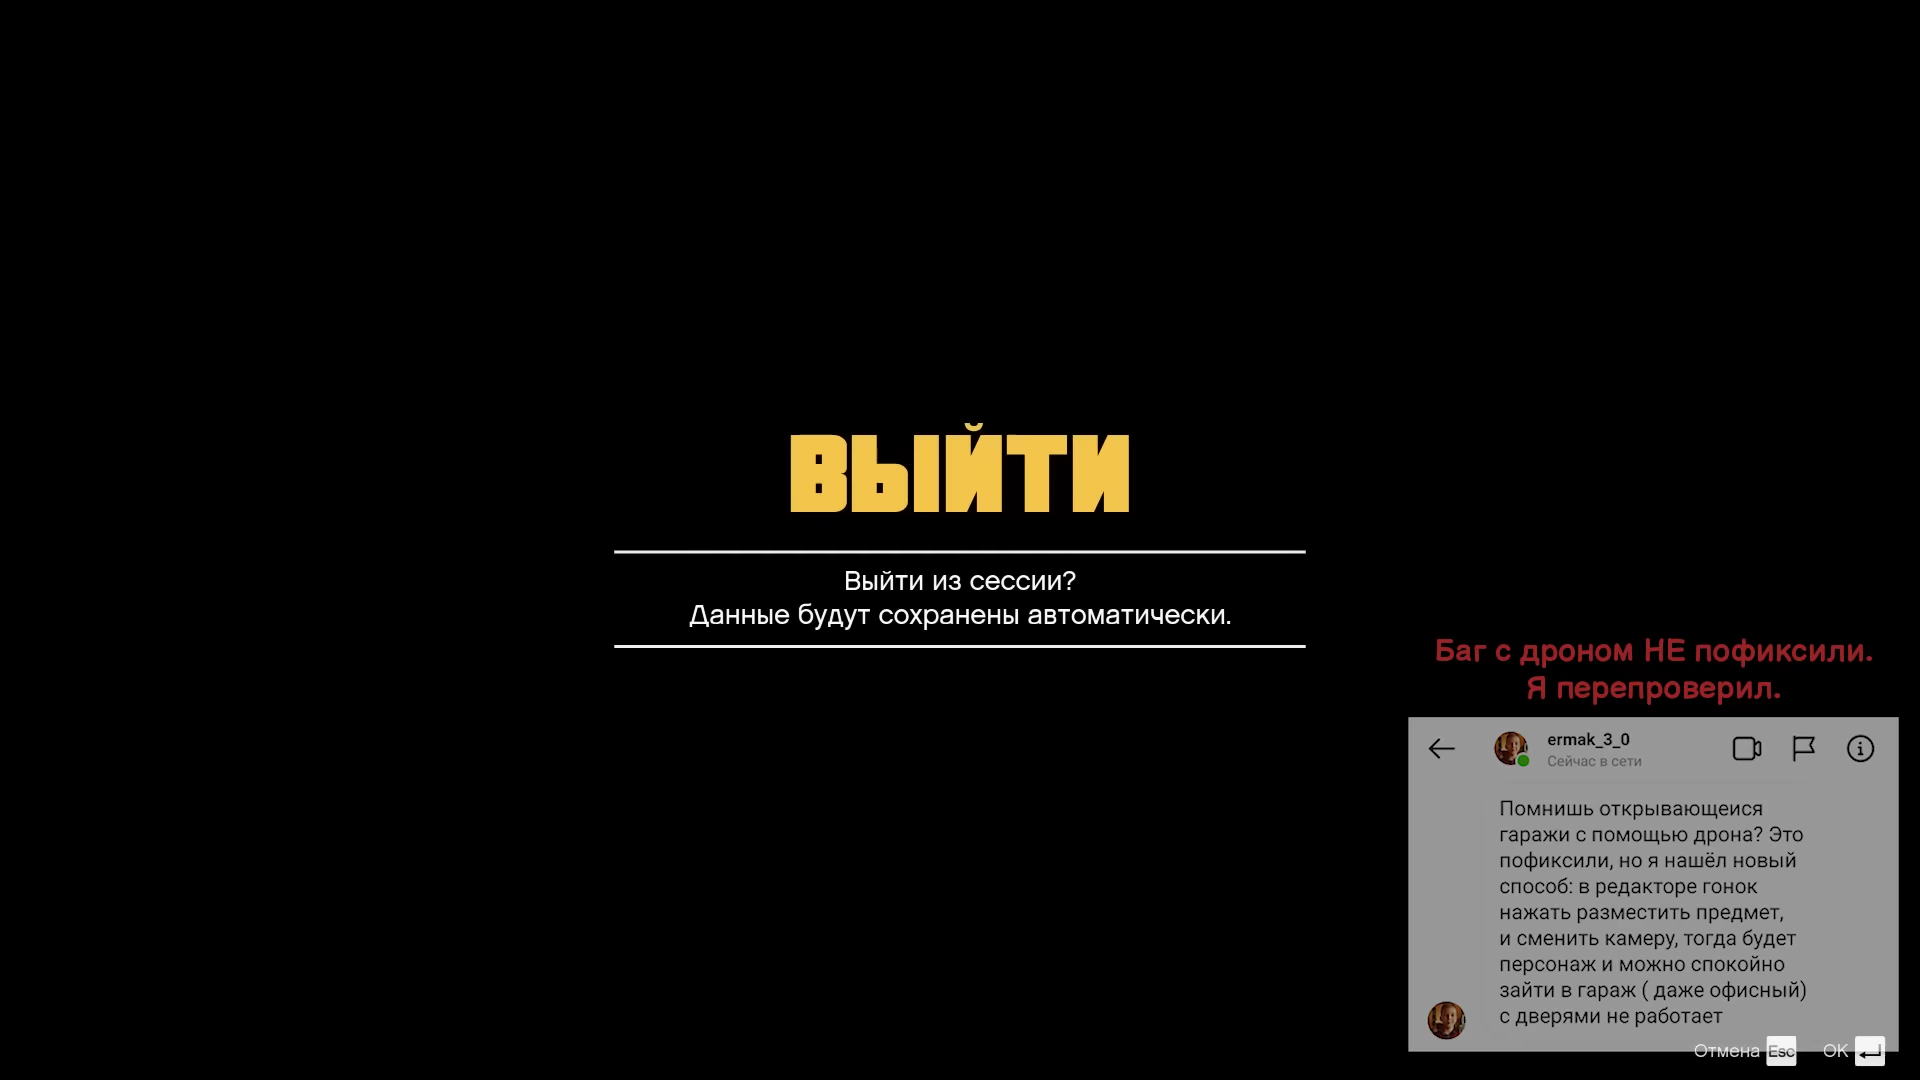 ВЫЙТИ
Выйти из сессии?
Данные будут сохранены автоматически.
Баг с дроном НЕ пофиксили.
Я перепроверил.
ermak_3_0
Сейчас в сети
Помнишь открывающеися
гаражи с помощью дрона? Это
пофиксили, но я нашёл новый
способ: в редакторе гонок
нажать разместить предмет,
и сменить камеру, тогда будет
персонаж и можно спокойно
зайти в гараж ( даже офисный)
с дверями не работает
Отмена Esc ОК